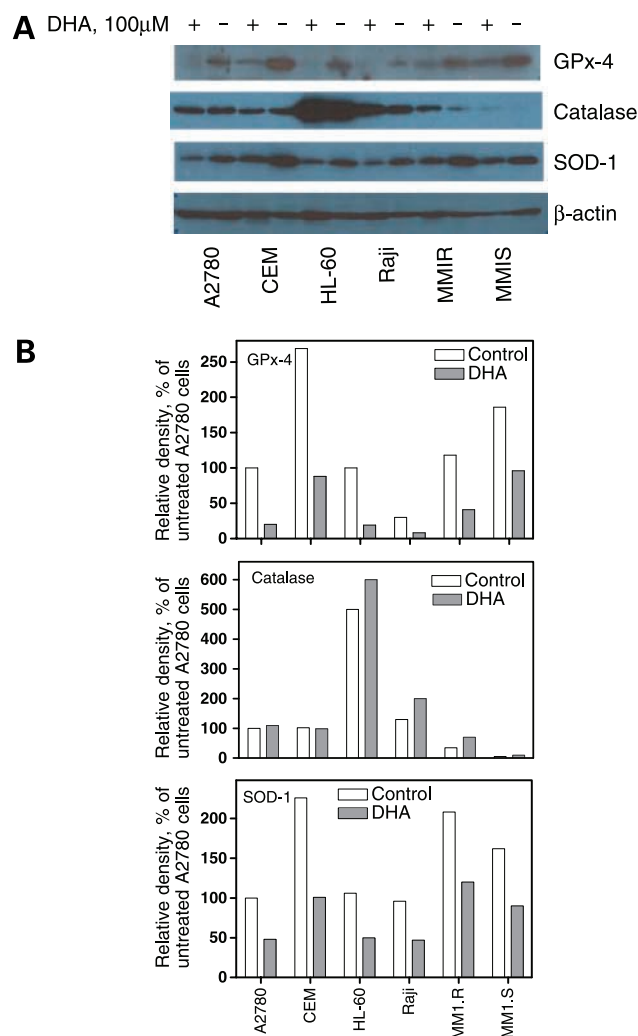 A
DHA, 100μM + − + − + − + − + − + −
GPx-4
Catalase
SOD-1
β-actin
A2780
CEM
HL-60
Raji
MMIR
MMIS
B
Relative density, % of
untreated A2780 cells
GPx-4
Control
DHA
250
200
150
100
50
0
Relative density, % of
untreated A2780 cells
Catalase
Control
DHA
600
500
400
300
200
100
0
Relative density, % of
untreated A2780 cells
SOD-1
Control
DHA
200
150
100
50
0
A2780
CEM
HL-60
Raji
MM1.R
MM1.S